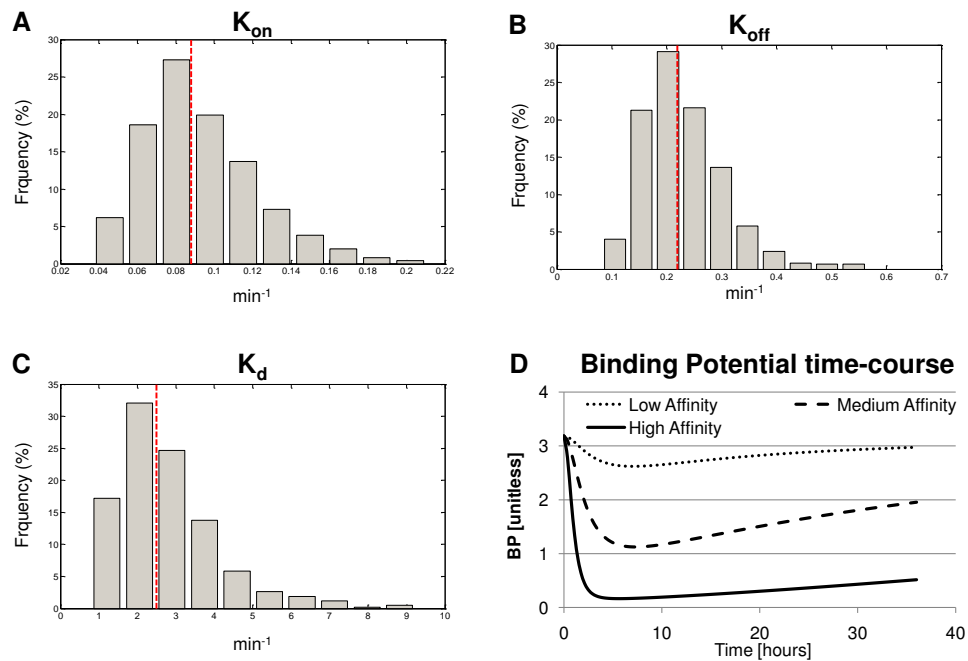 A
K_on
Frquency (%)
30
25
20
15
10
5
0
0.02 0.04 0.06 0.08 0.1 0.12 0.14 0.16 0.18 0.2 0.22
min⁻¹
B
K_off
Frquency (%)
30
25
20
15
10
5
0
0 0.1 0.2 0.3 0.4 0.5 0.6 0.7
min⁻¹
C
K_d
Frquency (%)
35
30
25
20
15
10
5
0
0 1 2 3 4 5 6 7 8 9 10
min⁻¹
D Binding Potential time-course
BP [unitless]
4
3
2
1
0
Low Affinity Medium Affinity
High Affinity
0 10 20 30 40
Time [hours]